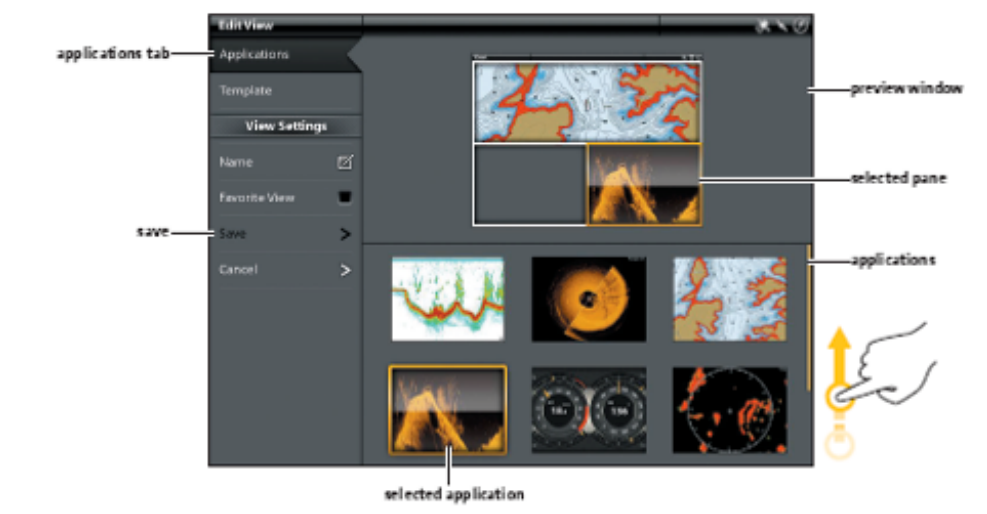 Edit View
applications tab
Applications
Template
preview window
View Settings
Name
selected pane
Favorite View
save
Save
applications
Cancel
selected application